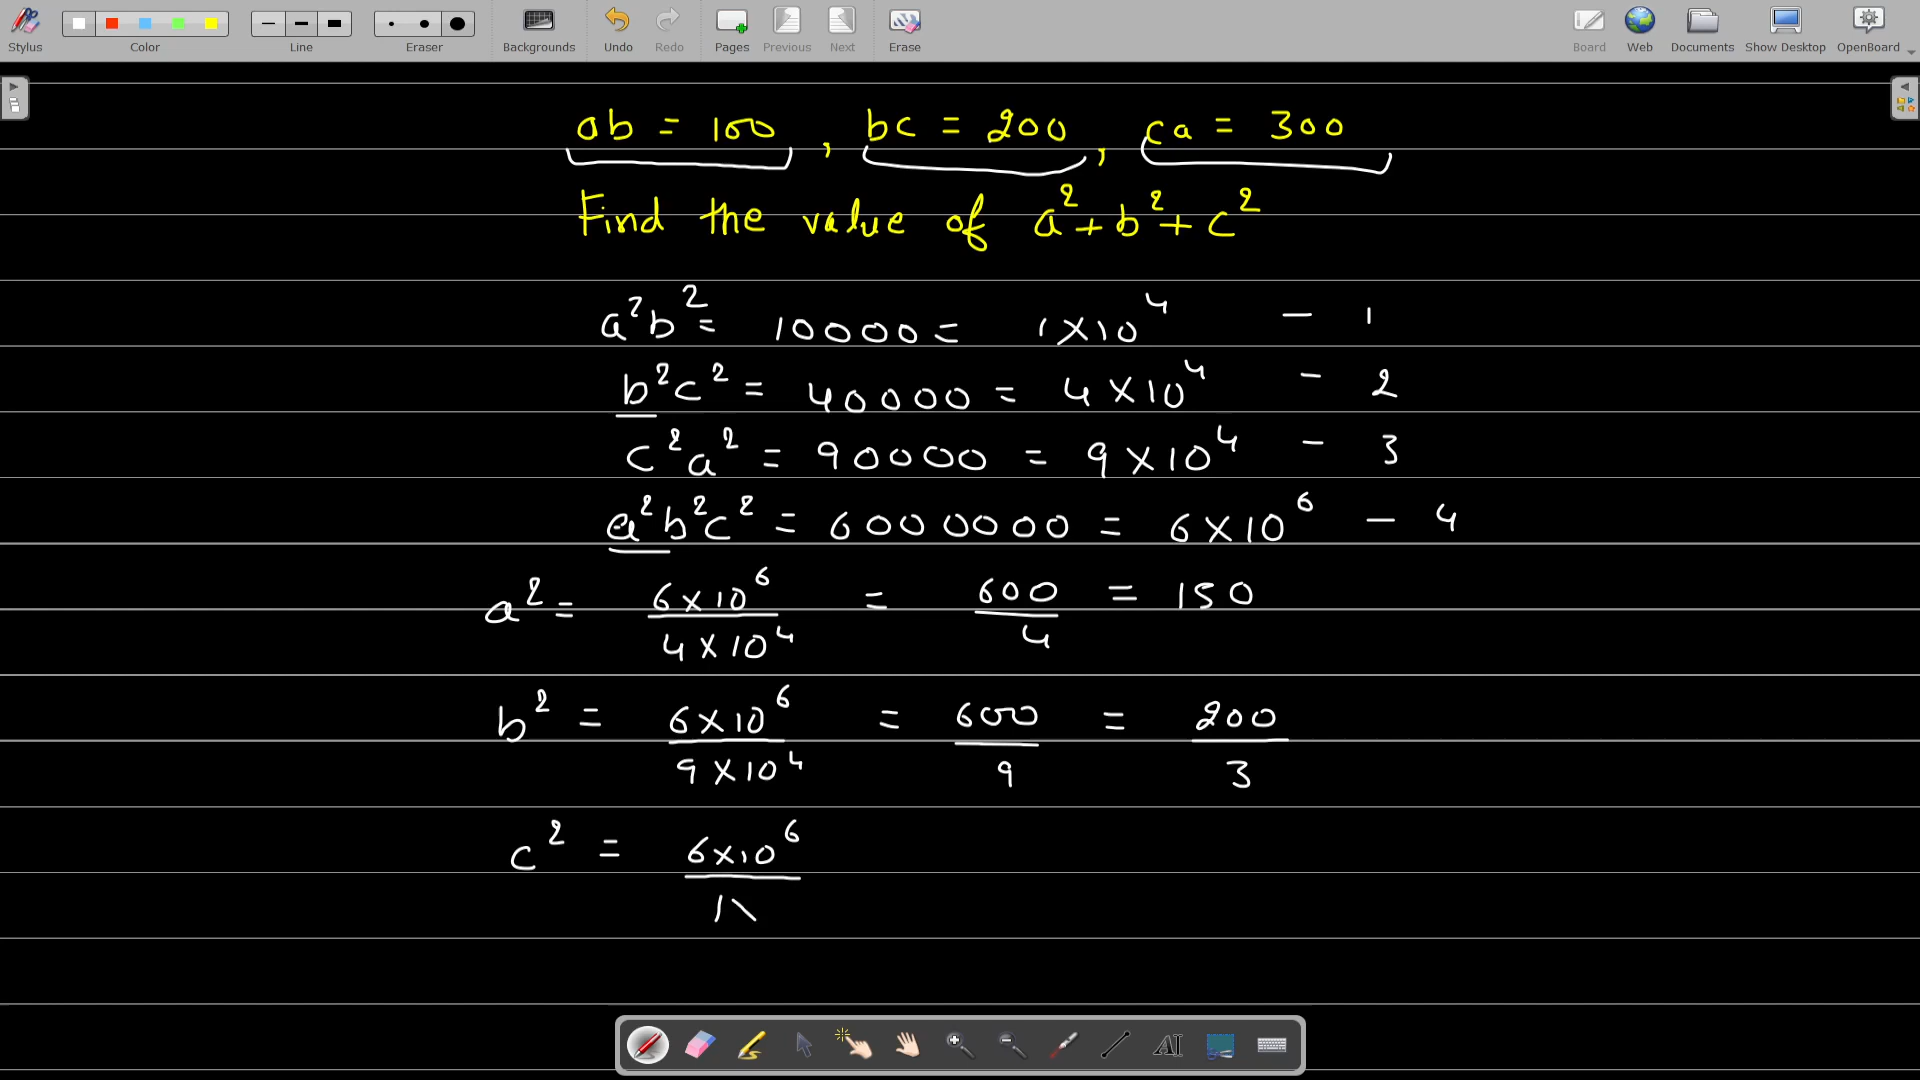 Stylus Color Line Eraser Backgrounds Undo Redo Pages Previous Next Erase Board Web Documents Show Desktop OpenBoard
ab = 100 , bc = 200 , ca = 300
Find the value of a² + b² + c²
a²b² = 10000 = 1×10⁴ – 1
b²c² = 40000 = 4×10⁴ – 2
c²a² = 90000 = 9×10⁴ – 3
a²b²c² = 6000000 = 6×10⁶ – 4
a² = 6×10⁶ / 4×10⁴ = 600 / 4 = 150
b² = 6×10⁶ / 9×10⁴ = 600 / 9 = 200 / 3
c² = 6×10⁶ / 1